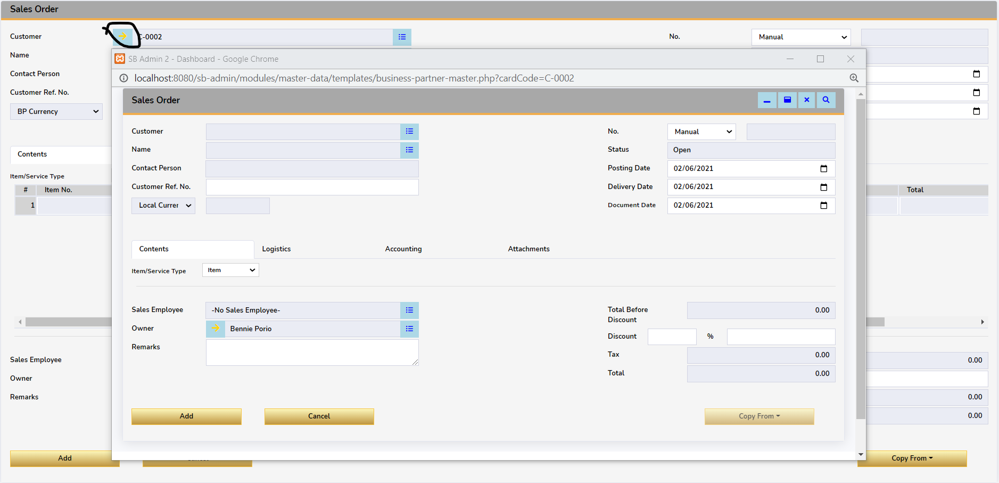 Sales Order
Customer
C-0002
No.
Manual
Name
Contact Person
Customer Ref. No.
BP Currency
Contents
Item/Service Type
# Item No.
Total
1
Sales Employee
0.00
Owner
Remarks
0.00
0.00
Add
Copy From
SB Admin 2 - Dashboard - Google Chrome
localhost:8080/sb-admin/modules/master-data/templates/business-partner-master.php?cardCode=C-0002
Sales Order
Customer
No.
Manual
Name
Status
Open
Contact Person
Posting Date
02/06/2021
Customer Ref. No.
Delivery Date
02/06/2021
Local Currer
Document Date
02/06/2021
Contents
Logistics
Accounting
Attachments
Item/Service Type
Item
Sales Employee
-No Sales Employee-
Total Before
Discount
0.00
Owner
Bennie Porio
Discount
%
Remarks
Tax
0.00
Total
0.00
Add
Cancel
Copy From